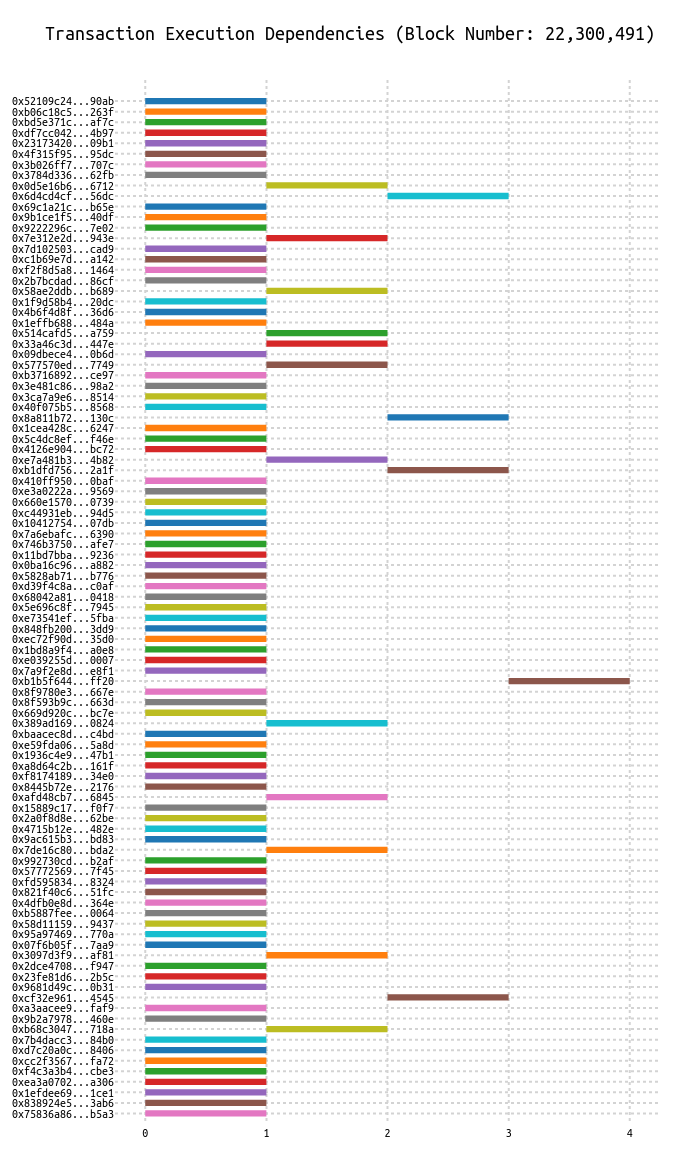 Transaction Execution Dependencies (Block Number: 22,300,491)
0x52109c24...90ab
0xb06c18c5...263f
0xbd5e371c...af7c
0xdf7cc042...4b97
0x23173420...09b1
0x4f315f95...95dc
0x3b026ff7...707c
0x3784d336...62fb
0x0d5e16b6...6712
0x6d4cd4cf...56dc
0x69c1a21c...b65e
0x9b1ce1f5...40df
0x9222296c...7e02
0x7e312e2d...943e
0x7d102503...cad9
0xc1b69e7d...a142
0xf2f8d5a8...1464
0x2b7bcdad...86cf
0x58ae2ddb...b689
0x1f9d58b4...20dc
0x4b6f4d8f...36d6
0x1effb688...484a
0x514cafd5...a759
0x33a46c3d...447e
0x09dbece4...0b6d
0x577570ed...7749
0xb3716892...ce97
0x3e481c86...98a2
0x3ca7a9e6...8514
0x40f075b5...8568
0x8a811b72...130c
0x1cea428c...6247
0x5c4dc8ef...f46e
0x4126e904...bc72
0xe7a481b3...4b82
0xb1dfd756...2a1f
0x410ff950...0baf
0xe3a0222a...9569
0x660e1570...0739
0xc44931eb...94d5
0x10412754...07db
0x7a6ebafc...6390
0x746b3750...afe7
0x11bd7bba...9236
0x0ba16c96...a882
0x5828ab71...b776
0xd39f4c8a...c0af
0x68042a81...0418
0x5e696c8f...7945
0xe73541ef...5fba
0x848fb200...3dd9
0xec72f90d...35d0
0x1bd8a9f4...a0e8
0xe039255d...0007
0x7a9f2e8d...e8f1
0xb1b5f644...ff20
0x8f9780e3...667e
0x8f593b9c...663d
0x669d920c...bc7e
0x389ad169...0824
0xbaacec8d...c4bd
0xe59fda06...5a8d
0x1936c4e9...47b1
0xa8d64c2b...161f
0xf8174189...34e0
0x8445b72e...2176
0xafd48cb7...6845
0x15889c17...f0f7
0x2a0f8d8e...62be
0x4715b12e...482e
0x9ac615b3...bd83
0x7de16c80...bda2
0x992730cd...b2af
0x57772569...7f45
0xfd595834...8324
0x821f40c6...51fc
0x4dfb0e8d...364e
0xb5887fee...0064
0x58d11159...9437
0x95a97469...770a
0x07f6b05f...7aa9
0x3097d3f9...af81
0x2dce4708...f947
0x23fe81d6...2b5c
0x9681d49c...0b31
0xcf32e961...4545
0xa3aacee9...faf9
0x9b2a7978...460e
0xb68c3047...718a
0x7b4dacc3...84b0
0xd7c20a0c...8406
0xcc2f3567...fa72
0xf4c3a3b4...cbe3
0xea3a0702...a306
0x1efdee69...1ce1
0x838924e5...3ab6
0x75836a86...b5a3
0 1 2 3 4